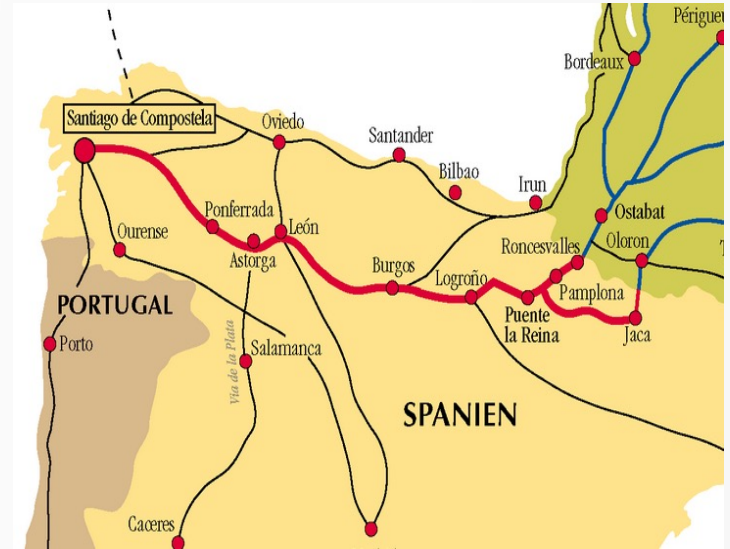 Périgueu
Bordeaux
Santiago de Compostela
Oviedo
Santander
Bilbao
Irun
Ostabat
Ponferrada
León
Roncesvalles
Oloron
Ourense
Astorga
Burgos
Logroño
Pamplona
PORTUGAL
Puente
la Reina
Jaca
Porto
Salamanca
Via de la Plata
SPANIEN
Caceres